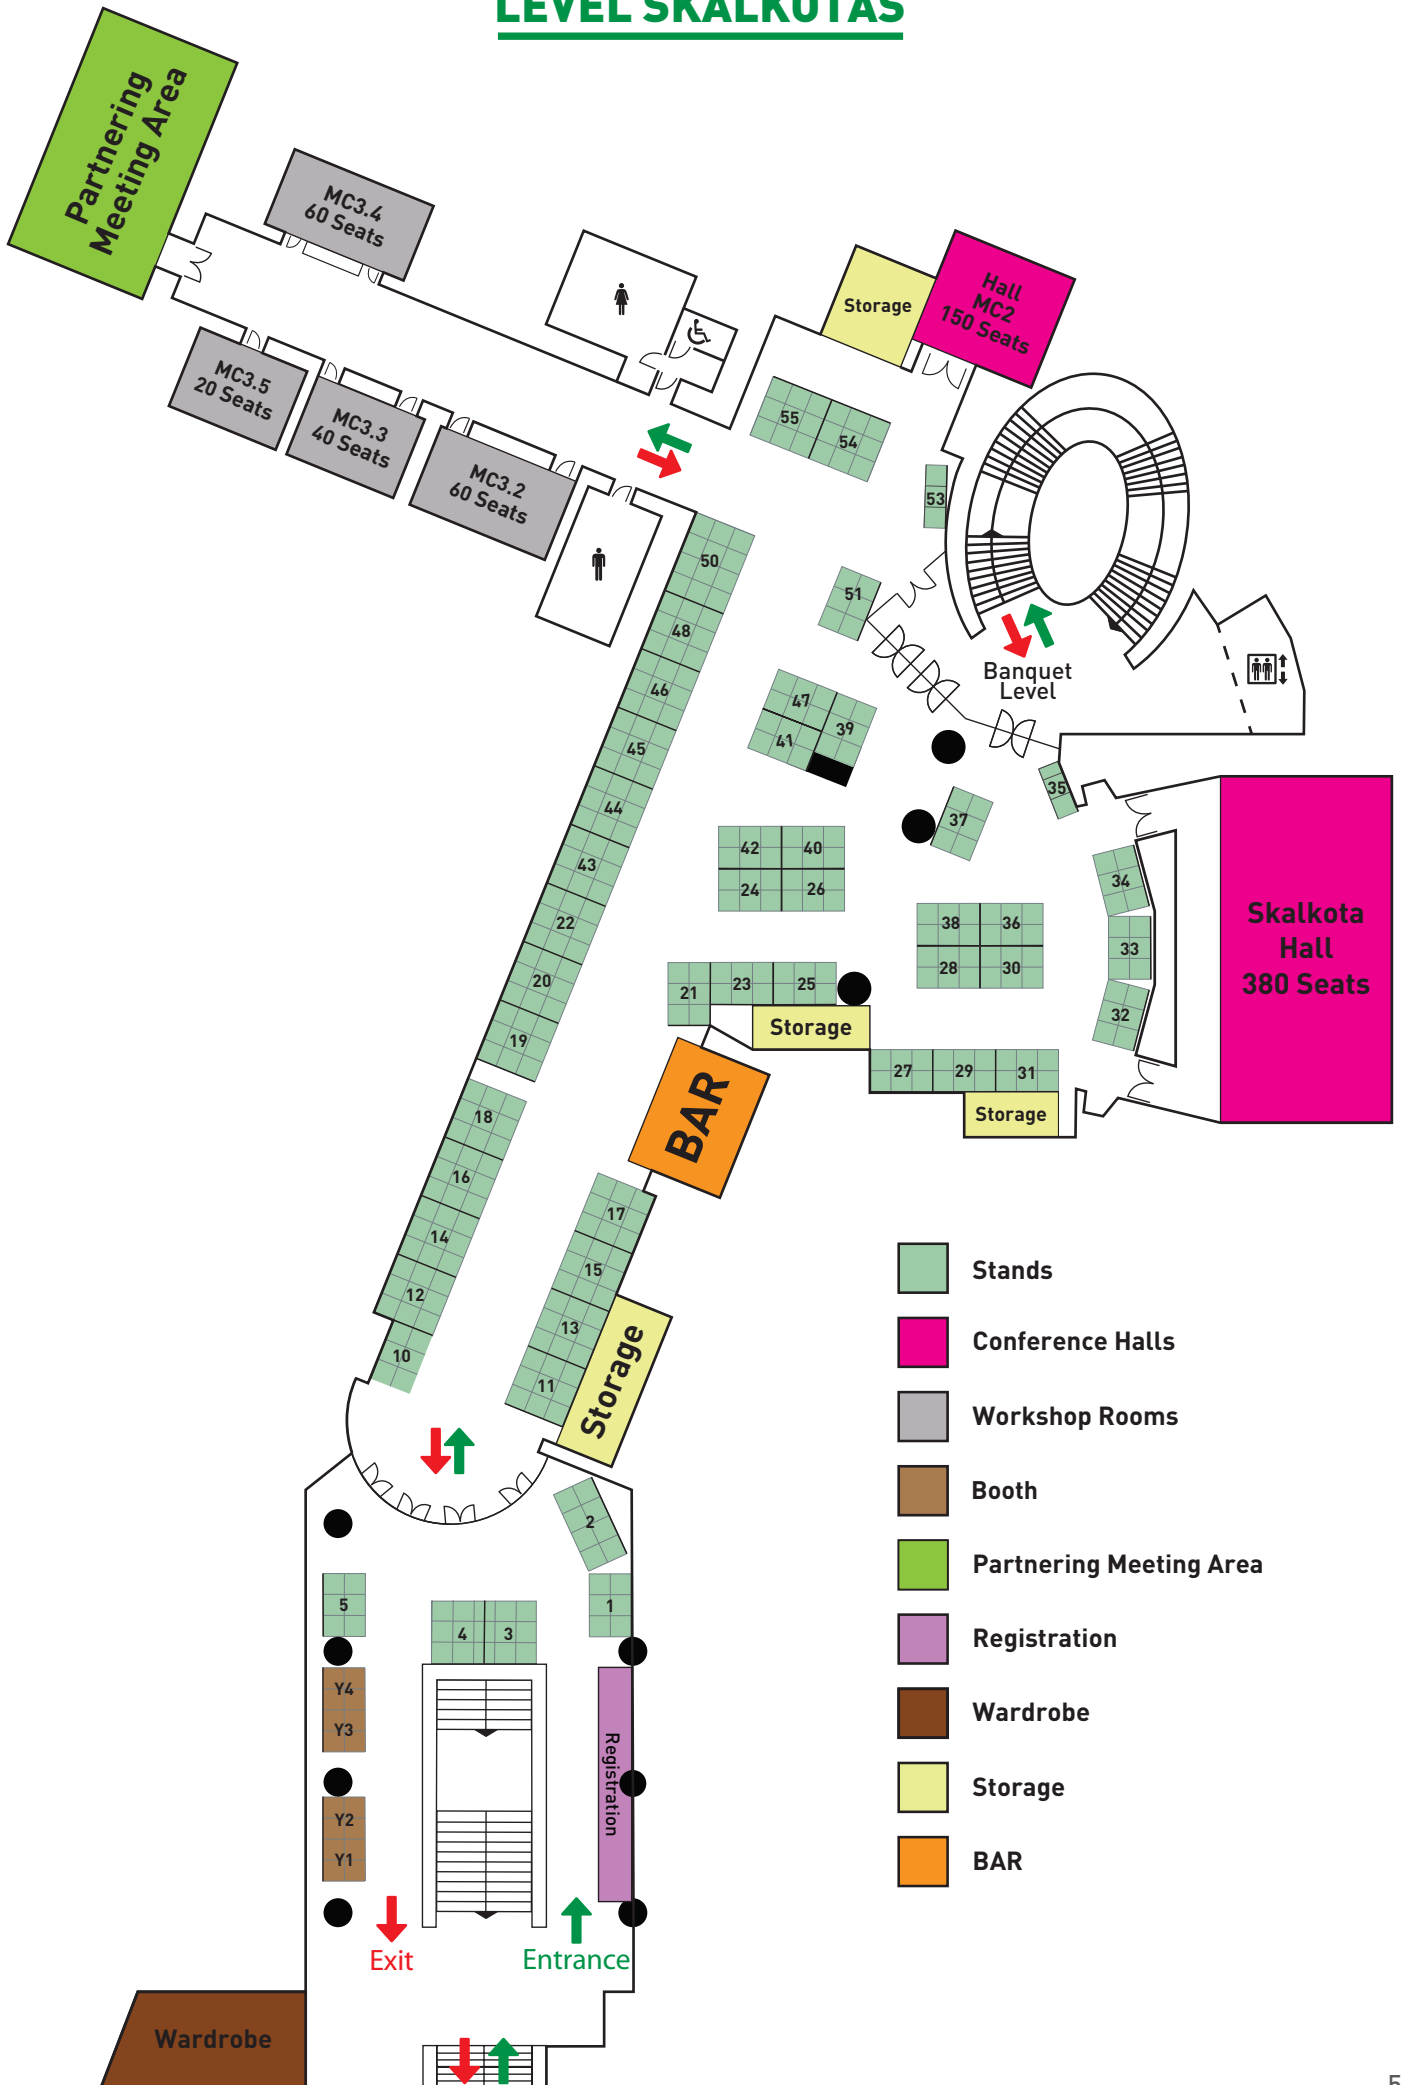 LEVEL SKALKUTAS
Partnering
Meeting Area
MC3.4
60 Seats
Storage
Hall
MC2
150 Seats
MC3.5
20 Seats
MC3.3
40 Seats
MC3.2
60 Seats
55
54
53
50
51
48
46
47
39
41
45
44
43
22
20
19
Banquet
Level
35
37
42
40
24
26
38
36
28
30
34
33
32
Skalkota
Hall
380 Seats
21
23
25
Storage
27
29
31
Storage
BAR
18
16
14
12
10
17
15
13
11
Storage
2
5
1
4
3
Y4
Y3
Y2
Y1
Registration
Exit
Entrance
Wardrobe
Stands
Conference Halls
Workshop Rooms
Booth
Partnering Meeting Area
Registration
Wardrobe
Storage
BAR
5